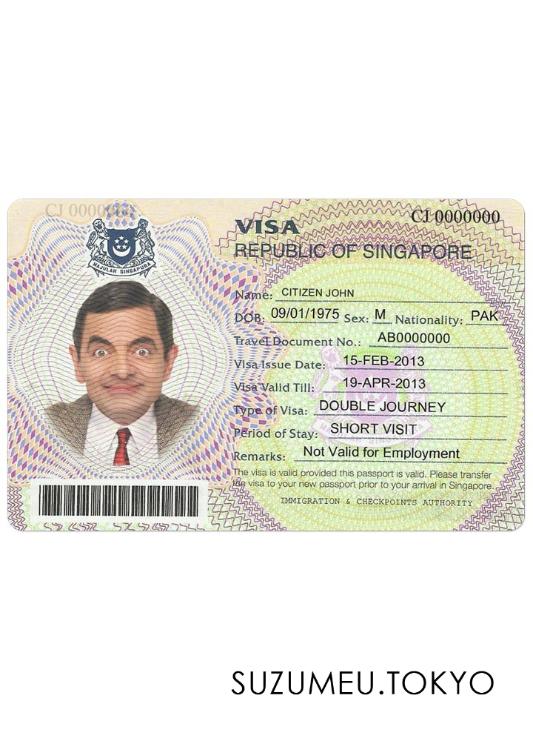 CJ 0000000
CJ 0000000
VISA
REPUBLIC OF SINGAPORE
MAJULAH SINGAPURA
Name: CITIZEN JOHN
DOB: 09/01/1975 Sex: M Nationality: PAK
Travel Document No.: AB0000000
Visa Issue Date: 15-FEB-2013
Visa Valid Till: 19-APR-2013
Type of Visa: DOUBLE JOURNEY
Period of Stay: SHORT VISIT
Remarks: Not Valid for Employment
The visa is valid provided this passport is valid. Please transfer
the visa to your new passport prior to your arrival in Singapore.
IMMIGRATION & CHECKPOINTS AUTHORITY
SUZUMEU.TOKYO